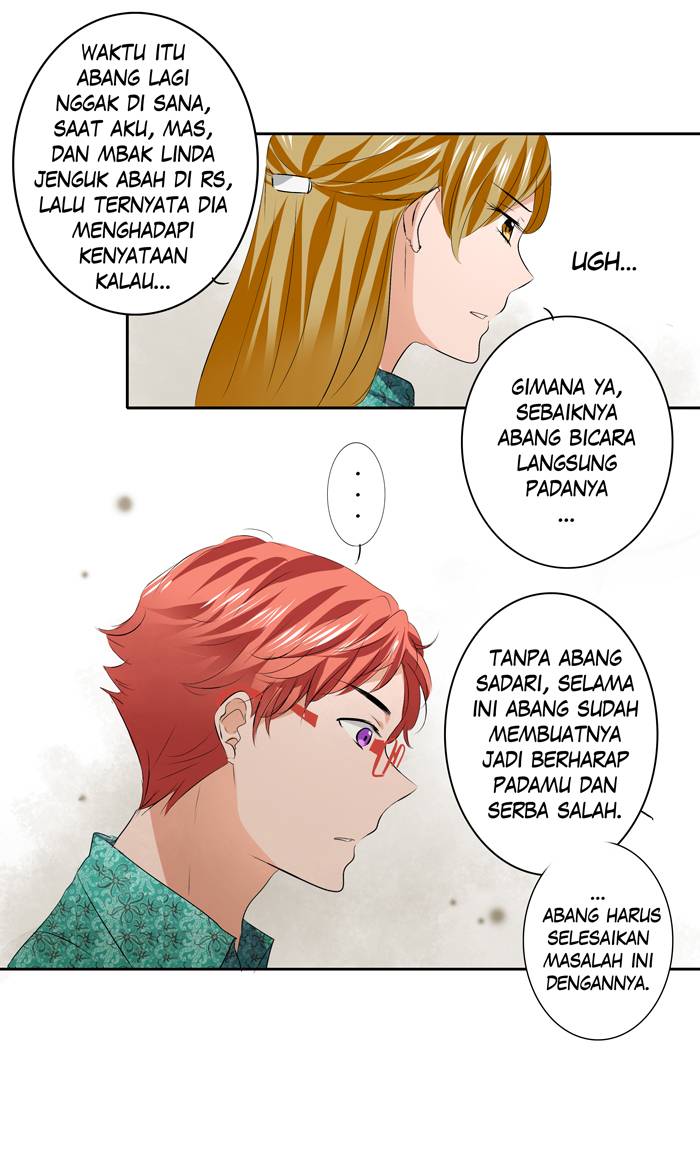 WAKTU ITU
ABANG LAGI
NGGAK DI SANA,
SAAT AKU, MAS,
DAN MBAK LINDA
JENGUK ABAH DI RS,
LALU TERNYATA DIA
MENGHADAPI
KENYATAAN
KALAU...
UGH...
GIMANA YA,
SEBAIKNYA
ABANG BICARA
LANGSUNG
PADANYA
...
...
TANPA ABANG
SADARI, SELAMA
INI ABANG SUDAH
MEMBUATNYA
JADI BERHARAP
PADAMU DAN
SERBA SALAH.
...
ABANG HARUS
SELESAIKAN
MASALAH INI
DENGANNYA.